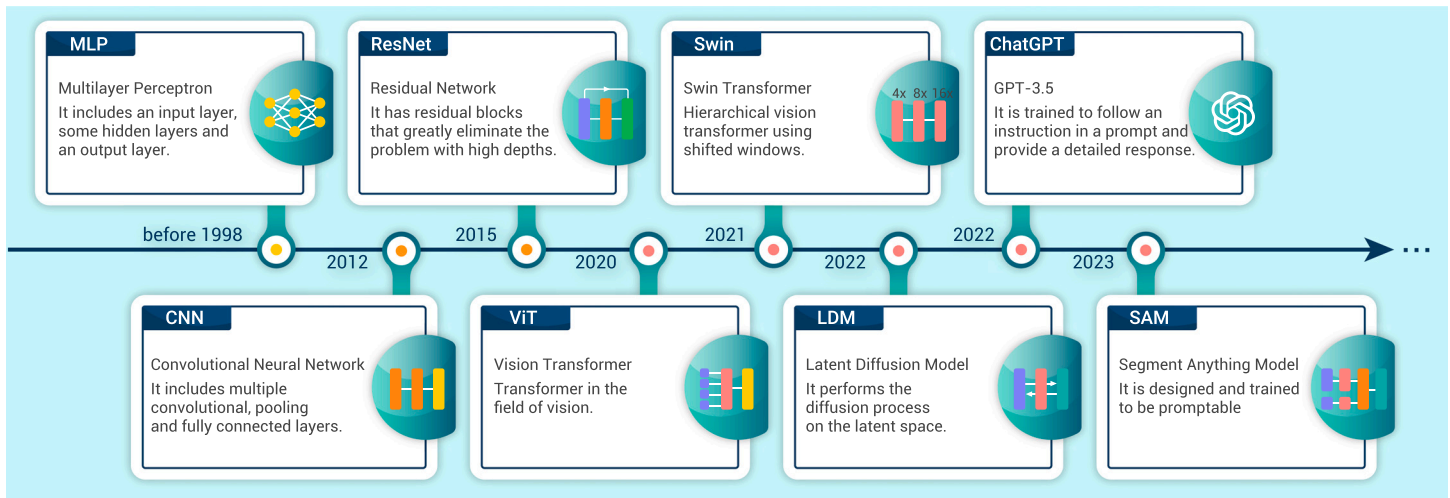 MLP
Multilayer Perceptron
It includes an input layer,
some hidden layers and
an output layer.
ResNet
Residual Network
It has residual blocks
that greatly eliminate the
problem with high depths.
Swin
Swin Transformer
Hierarchical vision
transformer using
shifted windows.
4x 8x 16x
ChatGPT
GPT-3.5
It is trained to follow an
instruction in a prompt and
provide a detailed response.
before 1998
2012
2015
2020
2021
2022
2022
2023
...
CNN
Convolutional Neural Network
It includes multiple
convolutional, pooling
and fully connected layers.
ViT
Vision Transformer
Transformer in the
field of vision.
LDM
Latent Diffusion Model
It performs the
diffusion process
on the latent space.
SAM
Segment Anything Model
It is designed and trained
to be promptable